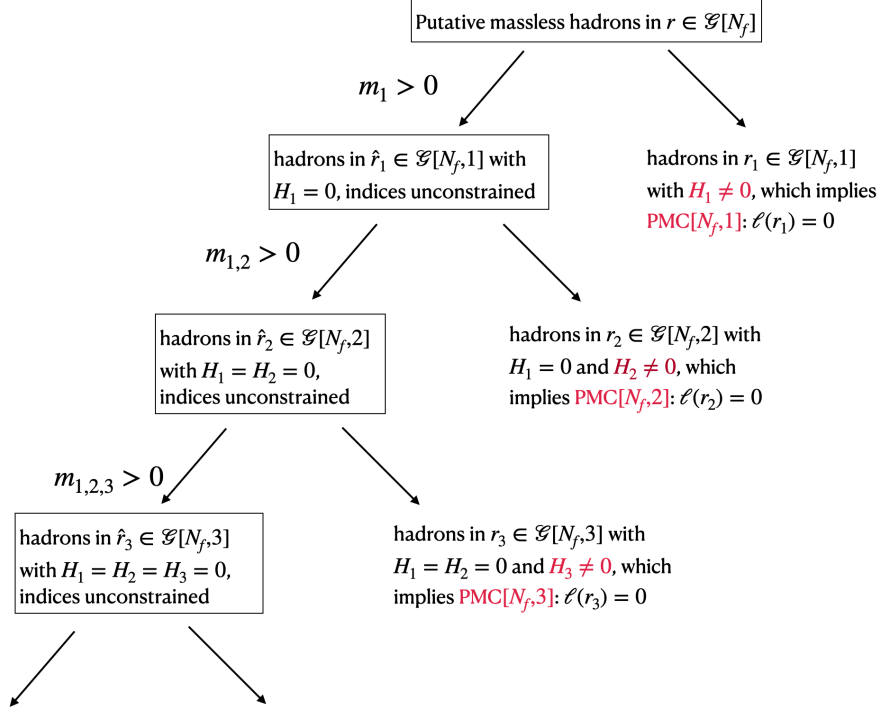 Putative massless hadrons in r ∈ 𝒢[N_f]
m_1 > 0
hadrons in r̂_1 ∈ 𝒢[N_f,1] with
H_1 = 0, indices unconstrained
hadrons in r_1 ∈ 𝒢[N_f,1]
with H_1 ≠ 0, which implies
PMC[N_f,1]: ℓ(r_1) = 0
m_{1,2} > 0
hadrons in r̂_2 ∈ 𝒢[N_f,2]
with H_1 = H_2 = 0,
indices unconstrained
hadrons in r_2 ∈ 𝒢[N_f,2] with
H_1 = 0 and H_2 ≠ 0, which
implies PMC[N_f,2]: ℓ(r_2) = 0
m_{1,2,3} > 0
hadrons in r̂_3 ∈ 𝒢[N_f,3]
with H_1 = H_2 = H_3 = 0,
indices unconstrained
hadrons in r_3 ∈ 𝒢[N_f,3] with
H_1 = H_2 = 0 and H_3 ≠ 0, which
implies PMC[N_f,3]: ℓ(r_3) = 0